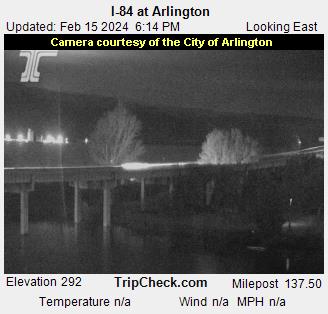 I-84 at Arlington
Updated: Feb 15 2024 6:14 PM Looking East
Camera courtesy of the City of Arlington
Elevation 292 TripCheck.com Milepost 137.50
Temperature n/a Wind n/a MPH n/a